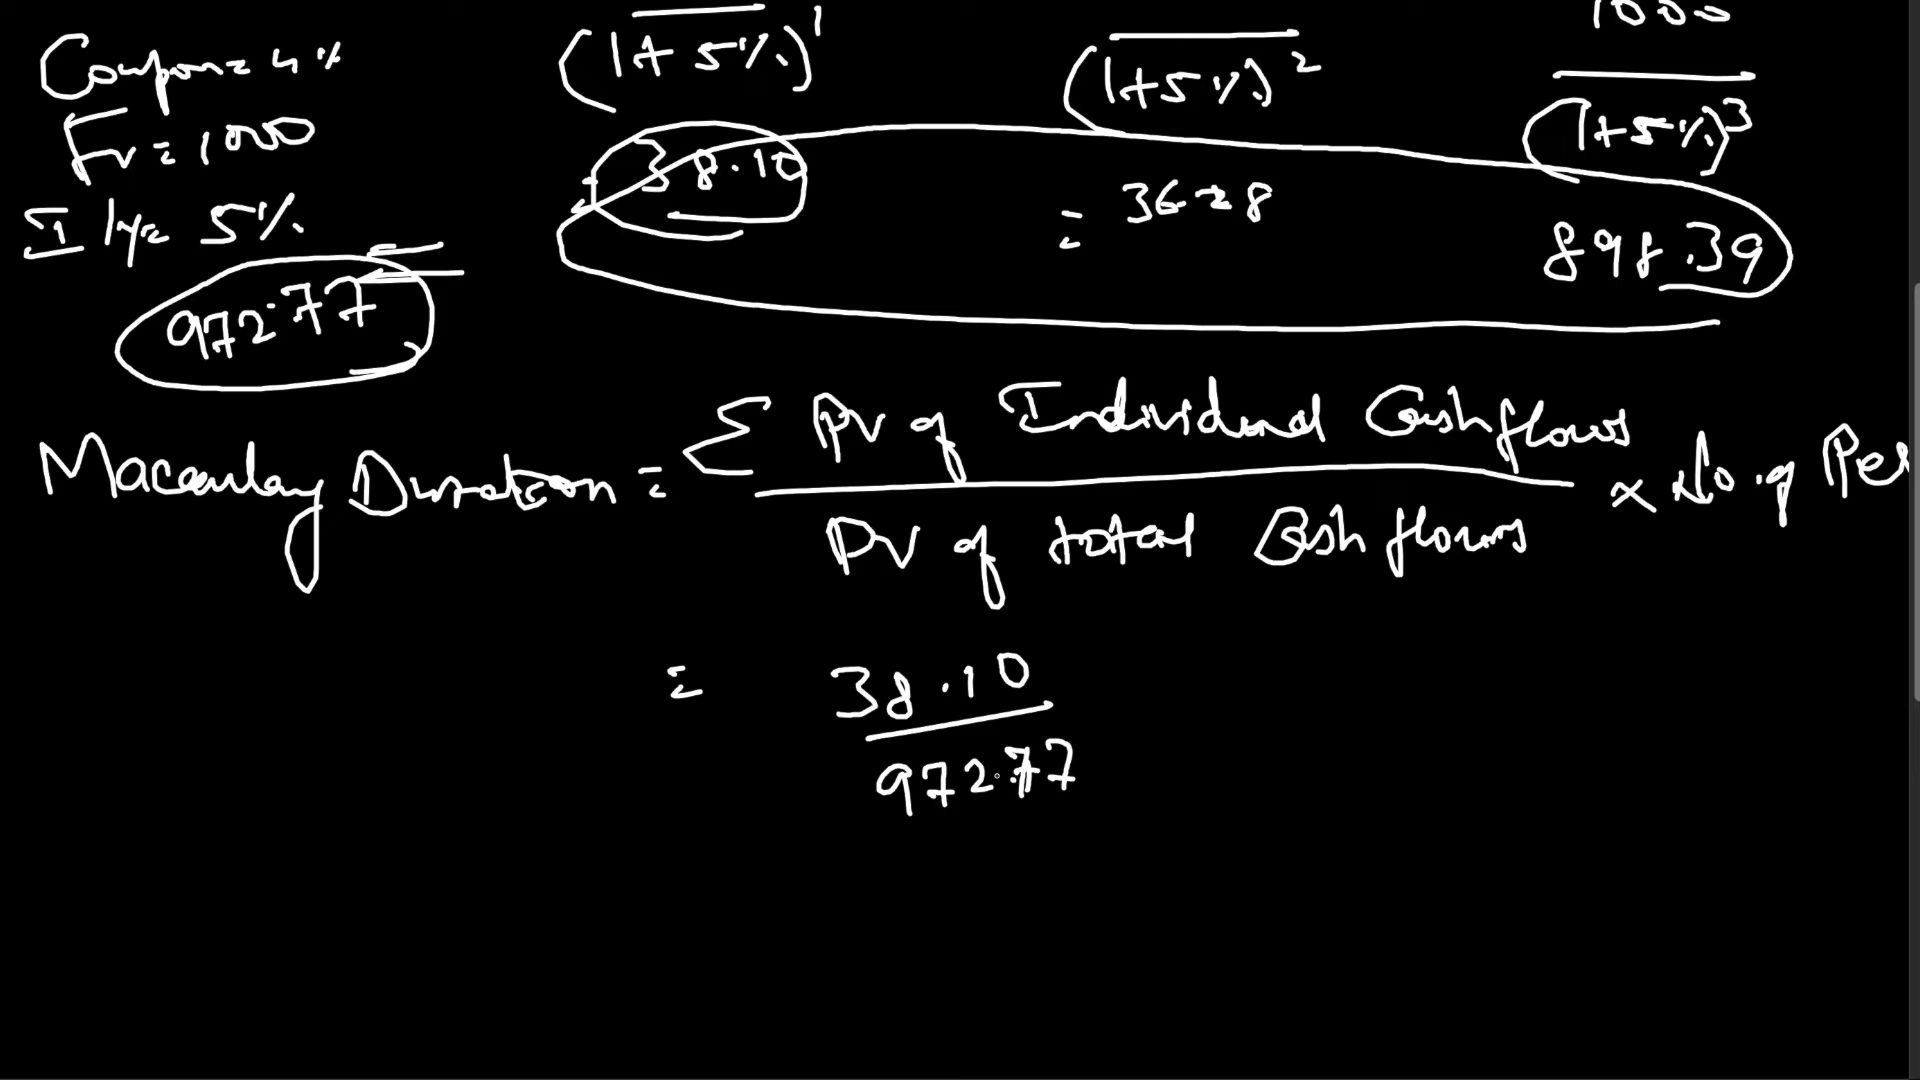 1000
Coupon = 4%
(1+5%)^1
(1+5%)^2
(1+5%)^3
FV = 1000
= 38.10
= 36.28
898.39
I/y = 5%
972.77
Macaulay Duration = Σ PV of Individual Cashflows
PV of total Cashflows
× No. of Per
= 38.10
972.77